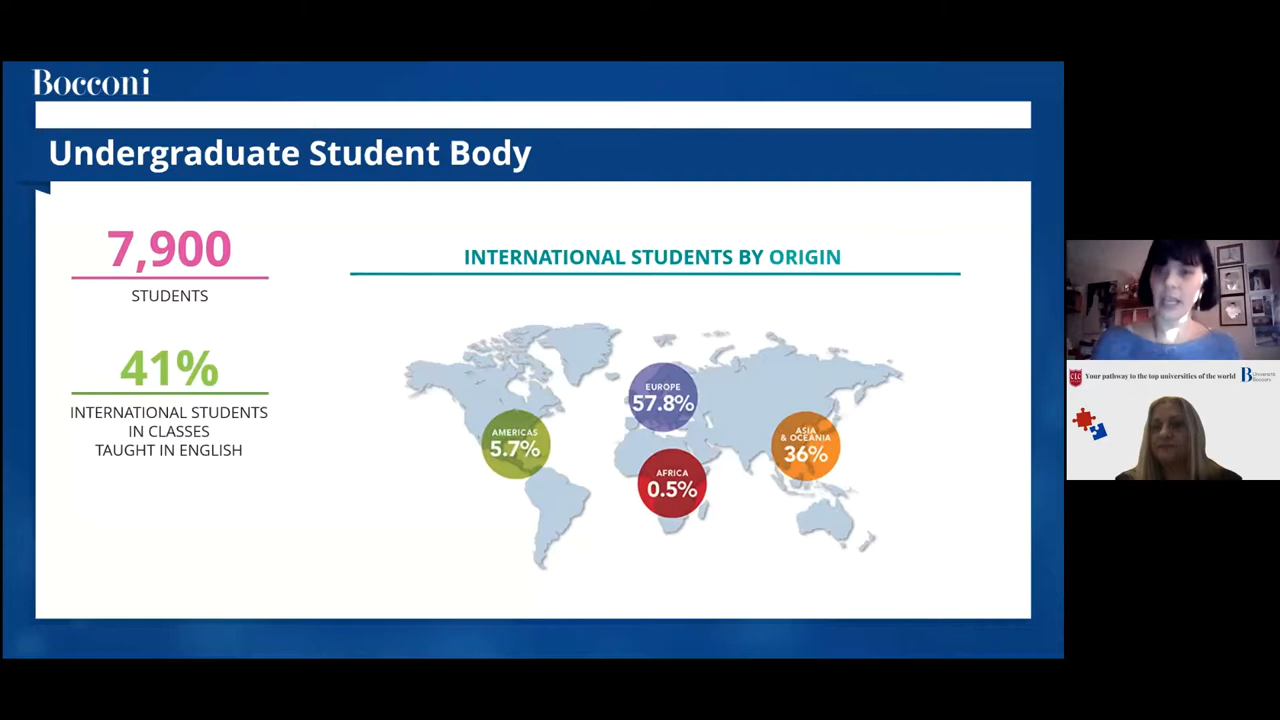 Bocconi
Undergraduate Student Body
7,900
STUDENTS
41%
INTERNATIONAL STUDENTS
IN CLASSES
TAUGHT IN ENGLISH
INTERNATIONAL STUDENTS BY ORIGIN
EUROPE
57.8%
AMERICAS
5.7%
ASIA
& OCEANIA
36%
AFRICA
0.5%
Your pathway to the top universities of the world